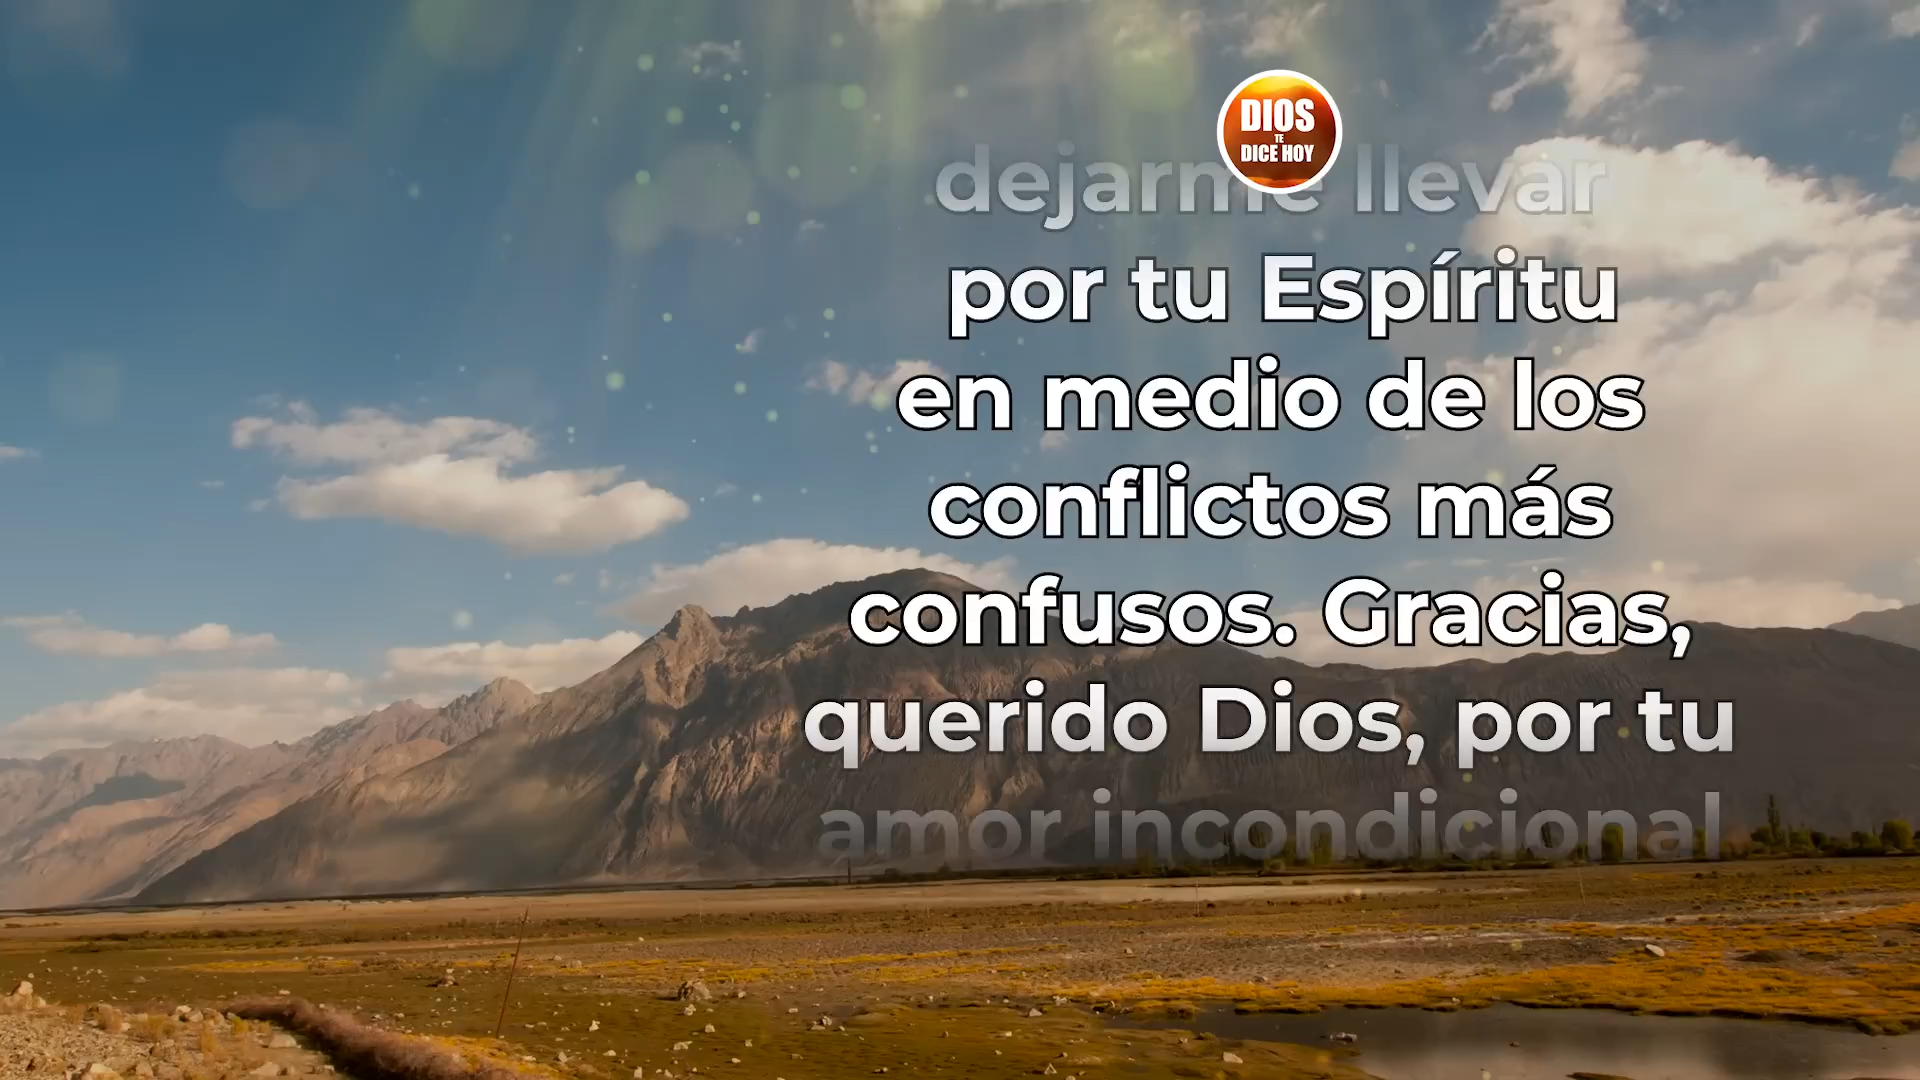 DIOS
TE
DICE HOY
dejarme llevar
por tu Espíritu
en medio de los
conflictos más
confusos. Gracias,
querido Dios, por tu
amor incondicional